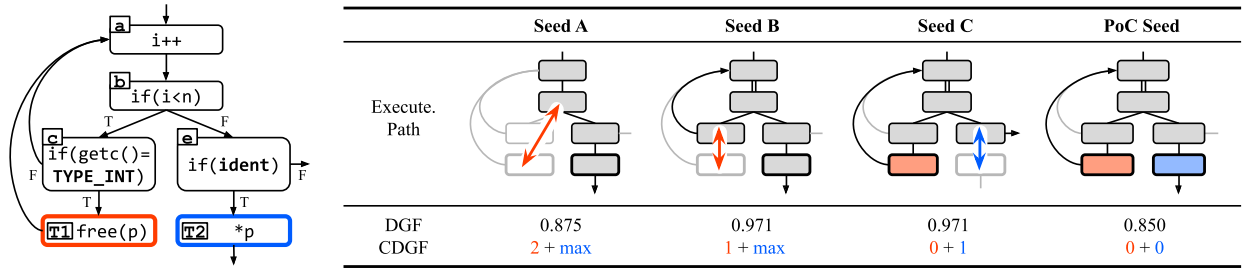 a
i++
b
if(i<n)
T
F
c
if(getc()=
TYPE_INT)
F
T
e
if(ident)
F
T
T1 free(p)
T2 *p
Seed A Seed B Seed C PoC Seed
Execute.
Path
DGF 0.875 0.971 0.971 0.850
CDGF 2 + max 1 + max 0 + 1 0 + 0